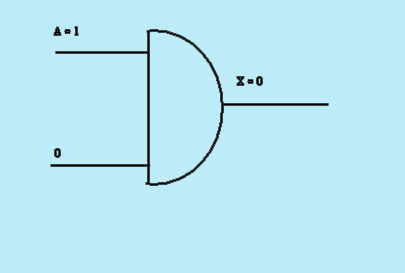 A = 1
X = 0
0